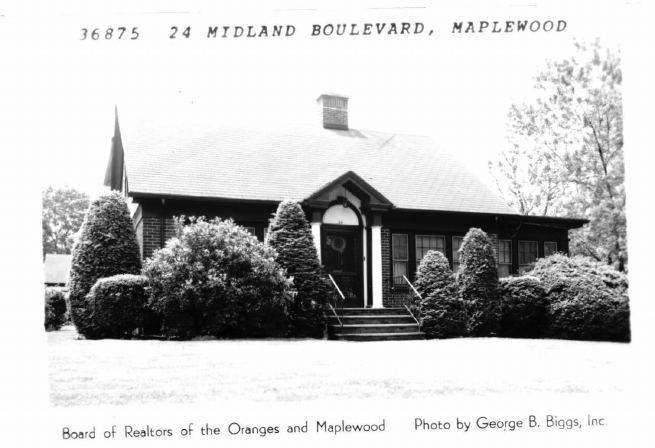 36875 24 MIDLAND BOULEVARD, MAPLEWOOD
Board of Realtors of the Oranges and Maplewood Photo by George B. Biggs, Inc.